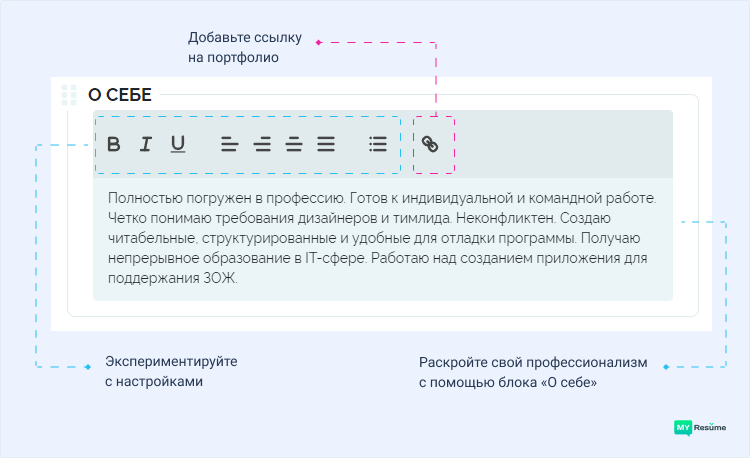 Добавьте ссылку
на портфолио
О СЕБЕ
B I U
Полностью погружен в профессию. Готов к индивидуальной и командной работе.
Четко понимаю требования дизайнеров и тимлида. Неконфликтен. Создаю
читабельные, структурированные и удобные для отладки программы. Получаю
непрерывное образование в IT-сфере. Работаю над созданием приложения для
поддержания ЗОЖ.
Экспериментируйте
с настройками
Раскройте свой профессионализм
с помощью блока «О себе»
MY Resume